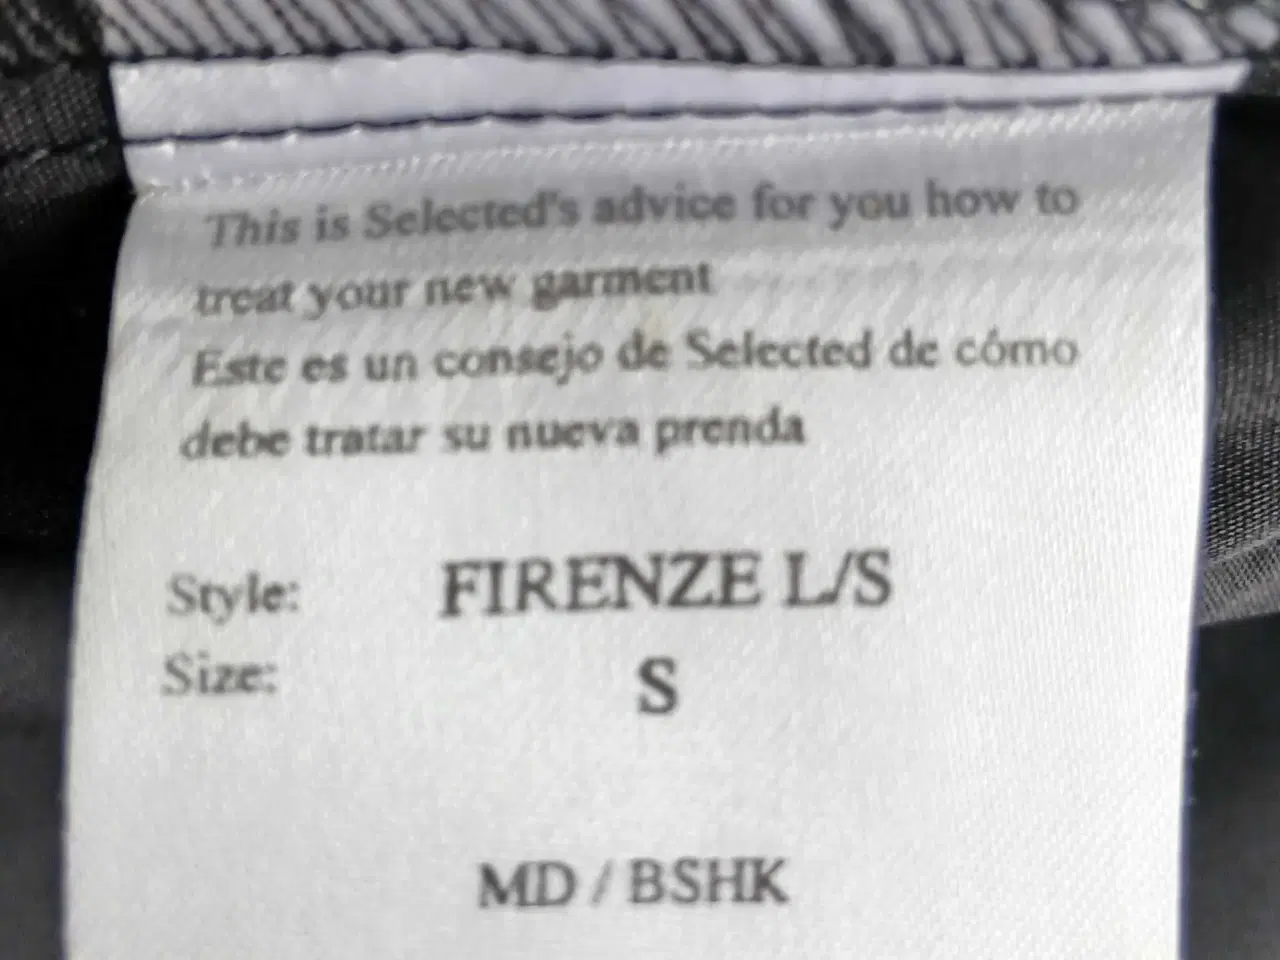 This is Selected's advice for you how to
treat your new garment
Este es un consejo de Selected de cómo
debe tratar su nueva prenda
Style: FIRENZE L/S
Size: S
MD / BSHK